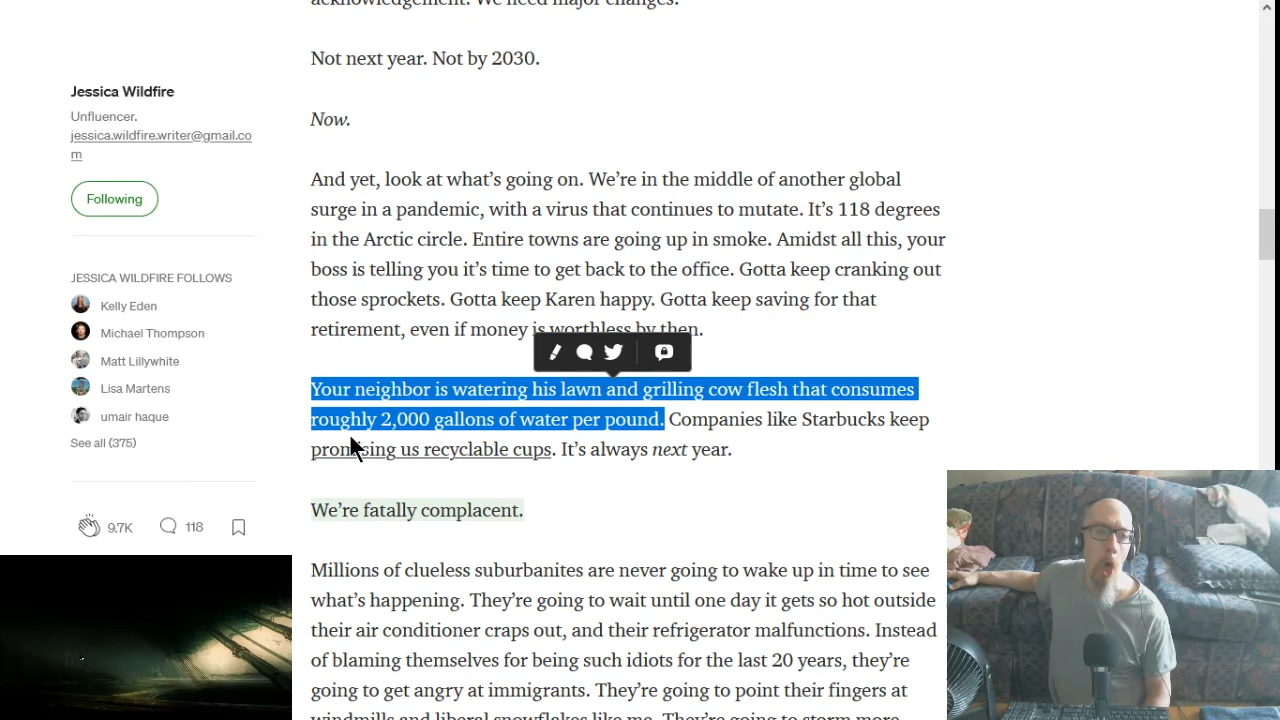 acknowledgement. We need major changes.
Not next year. Not by 2030.
Jessica Wildfire
Unfluencer.
jessica.wildfire.writer@gmail.co
m
Following
JESSICA WILDFIRE FOLLOWS
Kelly Eden
Michael Thompson
Matt Lillywhite
Lisa Martens
umair haque
See all (375)
9.7K
118
Now.
And yet, look at what’s going on. We’re in the middle of another global
surge in a pandemic, with a virus that continues to mutate. It’s 118 degrees
in the Arctic circle. Entire towns are going up in smoke. Amidst all this, your
boss is telling you it’s time to get back to the office. Gotta keep cranking out
those sprockets. Gotta keep Karen happy. Gotta keep saving for that
retirement, even if money is worthless by then.
Your neighbor is watering his lawn and grilling cow flesh that consumes
roughly 2,000 gallons of water per pound. Companies like Starbucks keep
promising us recyclable cups. It’s always next year.
We’re fatally complacent.
Millions of clueless suburbanites are never going to wake up in time to see
what’s happening. They’re going to wait until one day it gets so hot outside
their air conditioner craps out, and their refrigerator malfunctions. Instead
of blaming themselves for being such idiots for the last 20 years, they’re
going to get angry at immigrants. They’re going to point their fingers at
windmills and liberal snowflakes like me. They’re going to storm more